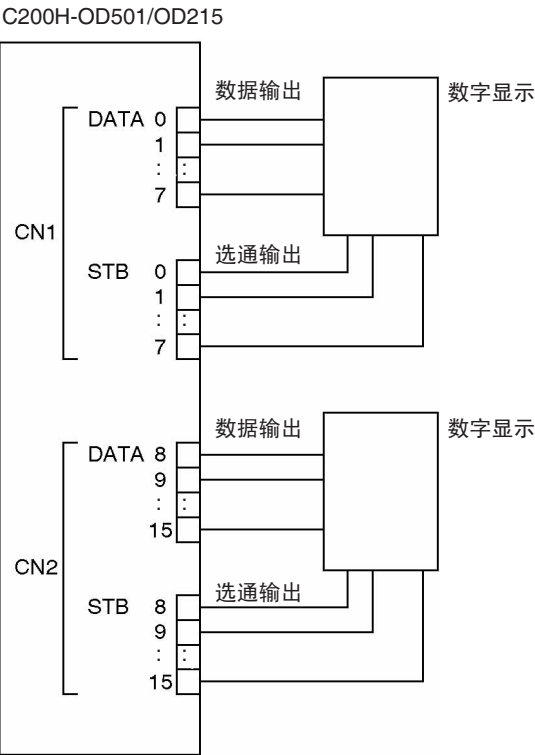 C200H-OD501/OD215
数据输出
数字显示
DATA 0
1
: :
7
CN1
选通输出
STB 0
1
: :
7
数据输出
数字显示
DATA 8
9
: :
15
CN2
选通输出
STB 8
9
: :
15